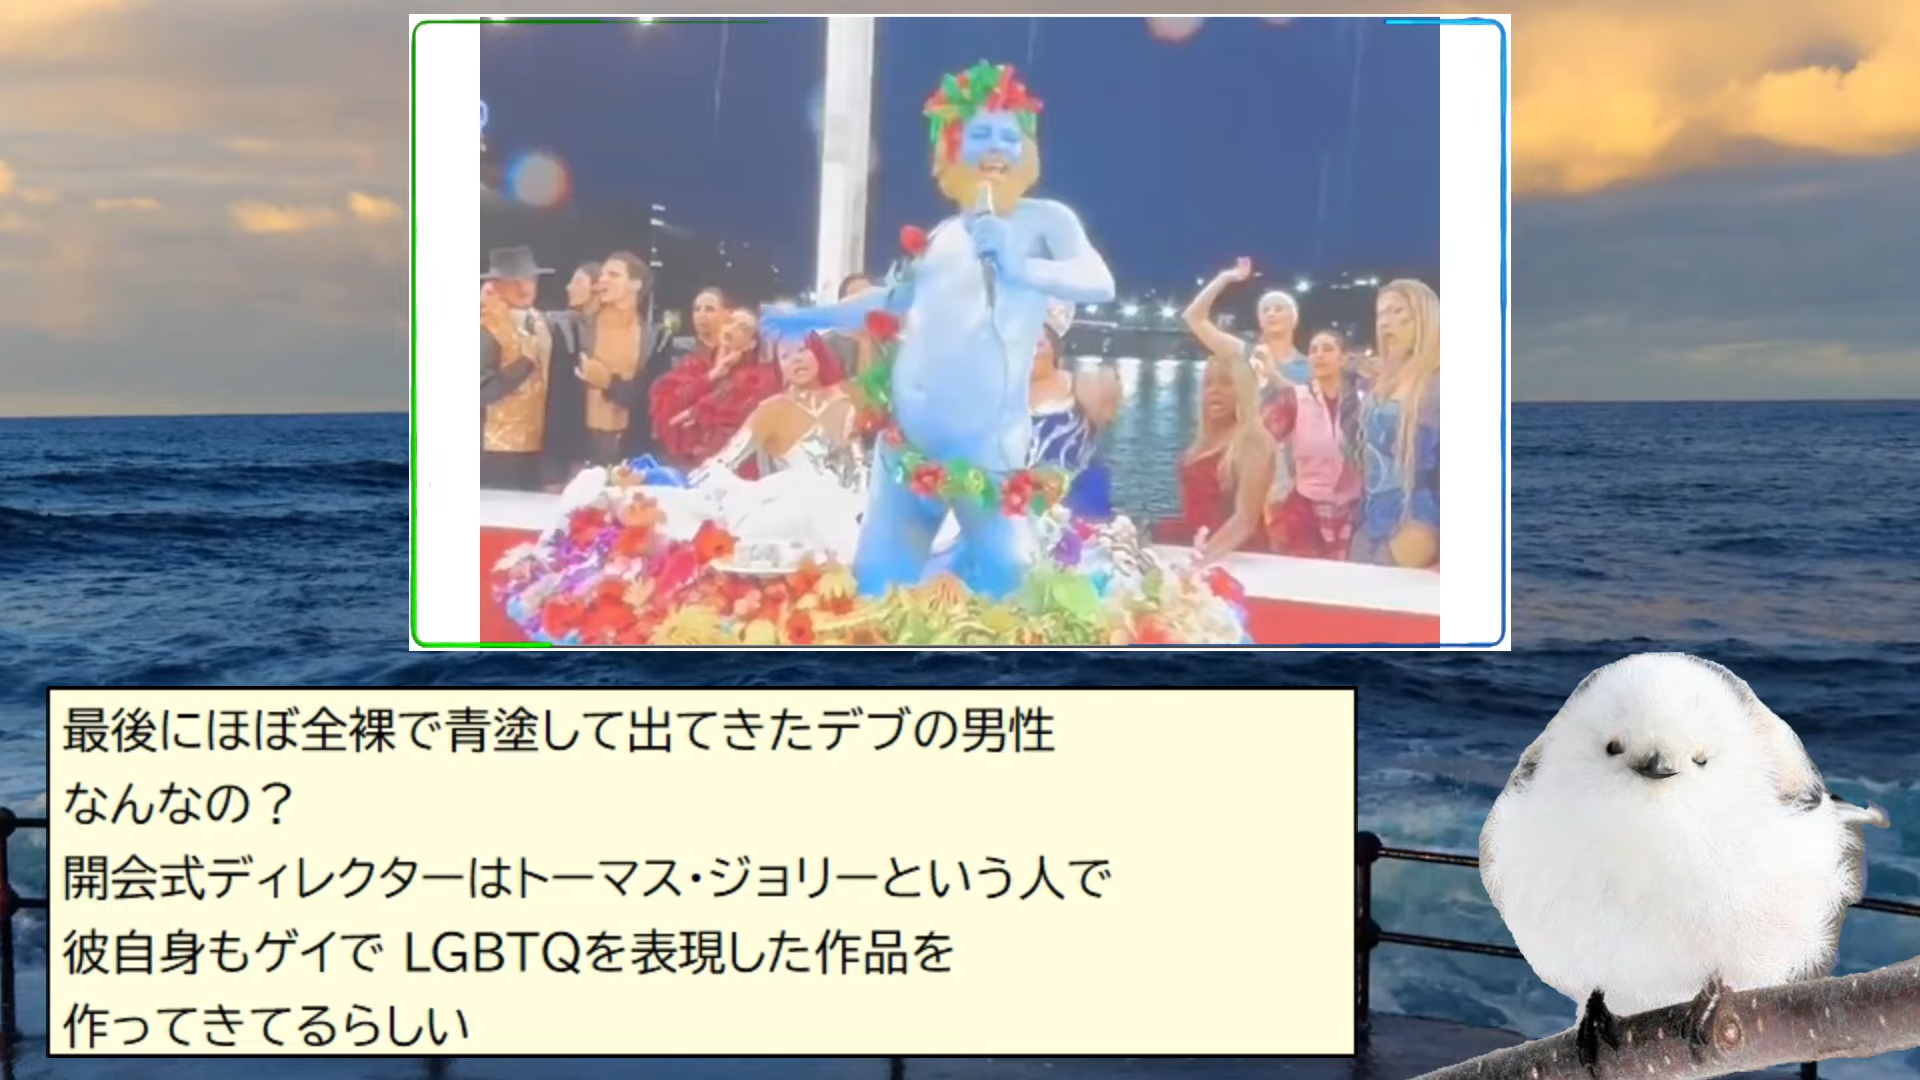 最後にほぼ全裸で青塗して出てきたデブの男性
なんなの？
開会式ディレクターはトーマス・ジョリーという人で
彼自身もゲイで LGBTQを表現した作品を
作ってきてるらしい